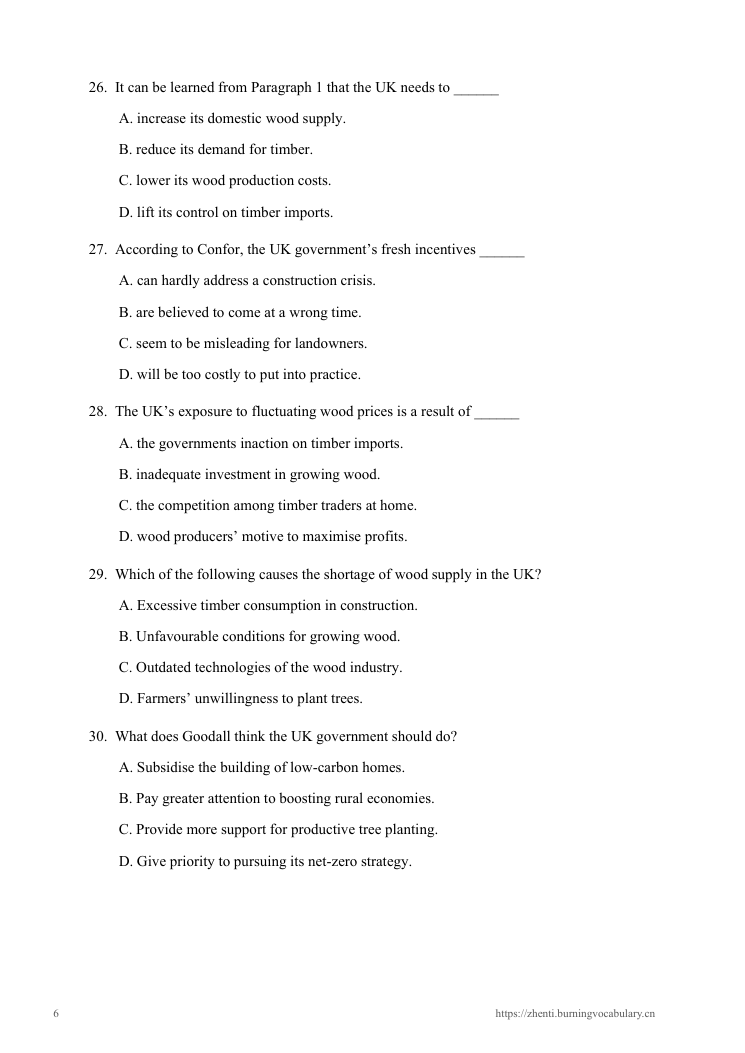 26. It can be learned from Paragraph 1 that the UK needs to ______
A. increase its domestic wood supply.
B. reduce its demand for timber.
C. lower its wood production costs.
D. lift its control on timber imports.
27. According to Confor, the UK government’s fresh incentives ______
A. can hardly address a construction crisis.
B. are believed to come at a wrong time.
C. seem to be misleading for landowners.
D. will be too costly to put into practice.
28. The UK’s exposure to fluctuating wood prices is a result of ______
A. the governments inaction on timber imports.
B. inadequate investment in growing wood.
C. the competition among timber traders at home.
D. wood producers’ motive to maximise profits.
29. Which of the following causes the shortage of wood supply in the UK?
A. Excessive timber consumption in construction.
B. Unfavourable conditions for growing wood.
C. Outdated technologies of the wood industry.
D. Farmers’ unwillingness to plant trees.
30. What does Goodall think the UK government should do?
A. Subsidise the building of low-carbon homes.
B. Pay greater attention to boosting rural economies.
C. Provide more support for productive tree planting.
D. Give priority to pursuing its net-zero strategy.
6 https://zhenti.burningvocabulary.cn